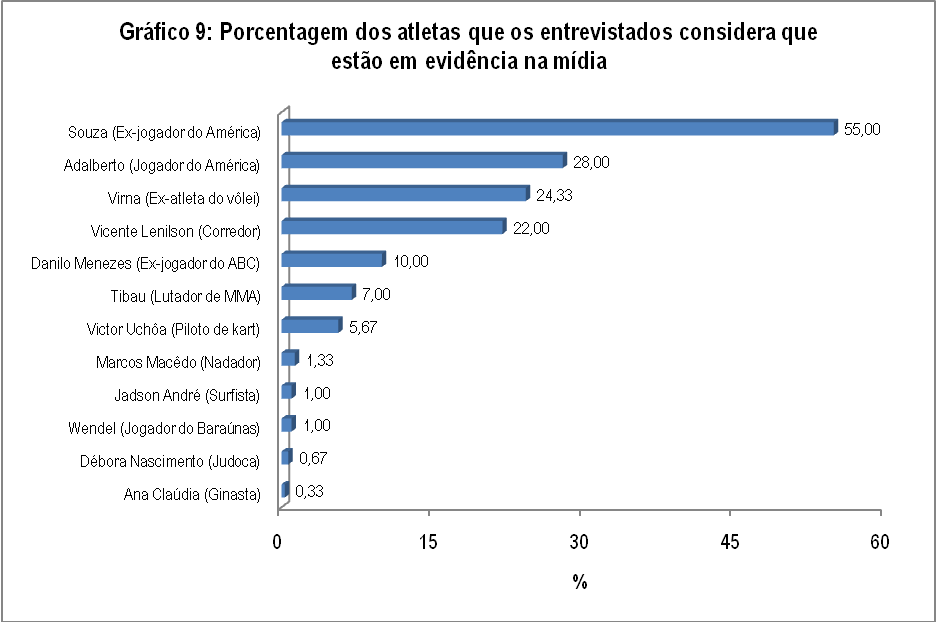 Gráfico 9: Porcentagem dos atletas que os entrevistados considera que
estão em evidência na mídia
Souza (Ex-jogador do América) 55,00
Adalberto (Jogador do América) 28,00
Virna (Ex-atleta do vôlei) 24,33
Vicente Lenilson (Corredor) 22,00
Danilo Menezes (Ex-jogador do ABC) 10,00
Tibau (Lutador de MMA) 7,00
Victor Uchôa (Piloto de kart) 5,67
Marcos Macêdo (Nadador) 1,33
Jadson André (Surfista) 1,00
Wendel (Jogador do Baraúnas) 1,00
Débora Nascimento (Judoca) 0,67
Ana Claúdia (Ginasta) 0,33
0 15 30 45 60
%